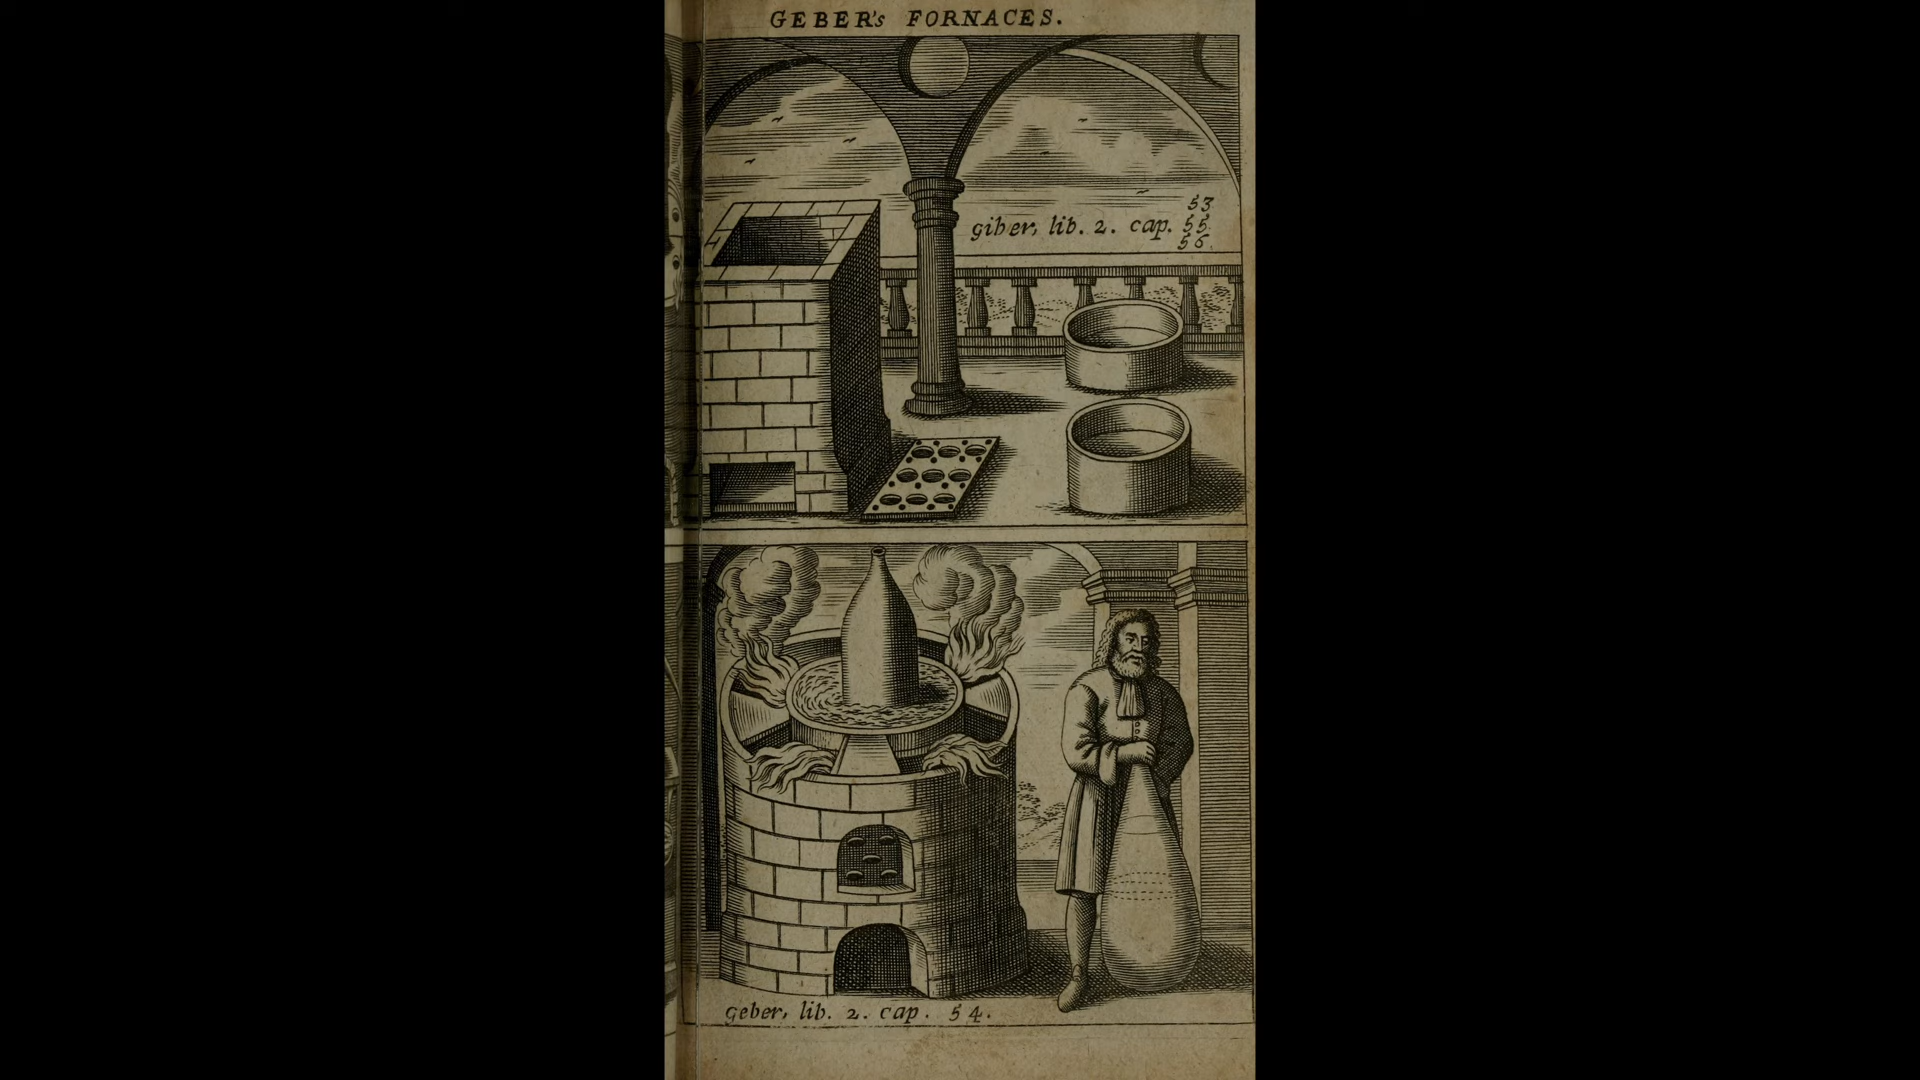 GEBER's FORNACES.
53
giber, lib. 2. cap. 55
56.
geber, lib. 2. cap. 54.